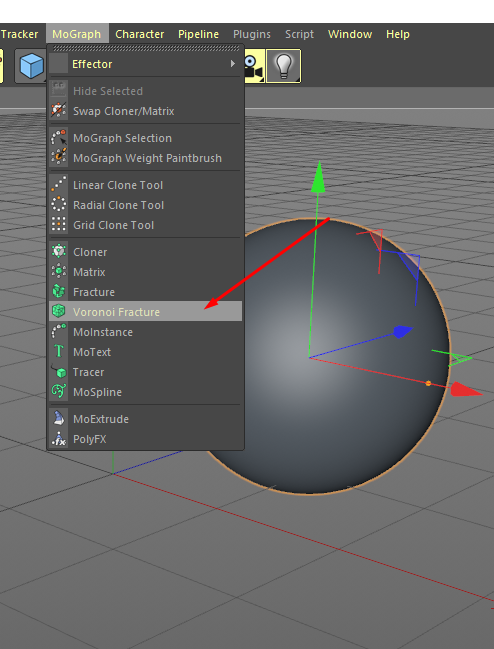 Tracker MoGraph Character Pipeline Plugins Script Window Help
Effector
Hide Selected
Swap Cloner/Matrix
MoGraph Selection
MoGraph Weight Paintbrush
Linear Clone Tool
Radial Clone Tool
Grid Clone Tool
Cloner
Matrix
Fracture
Voronoi Fracture
MoInstance
MoText
Tracer
MoSpline
MoExtrude
PolyFX